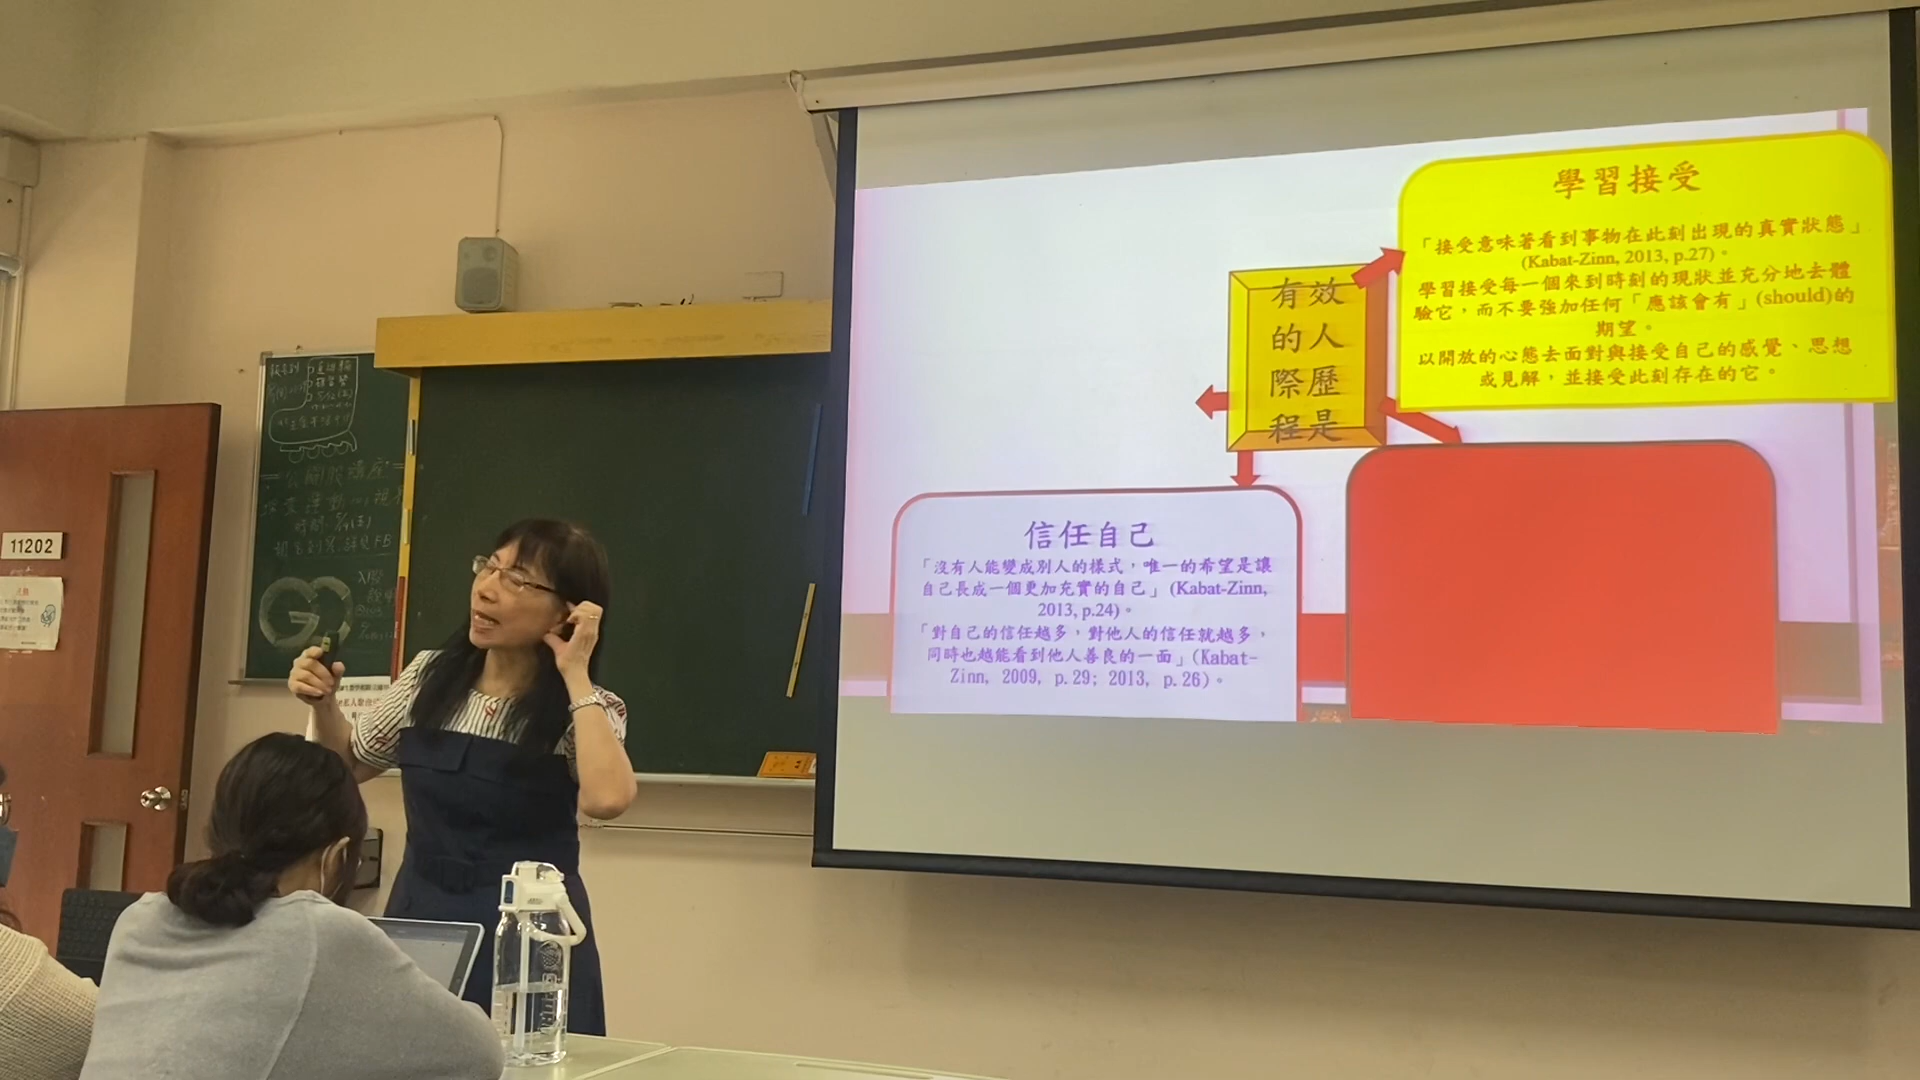 學習接受
「接受意味著看到事物在此刻出現的真實狀態」
(Kabat-Zinn, 2013, p.27)。
學習接受每一個來到時刻的現狀並充分地去體
驗它，而不要強加任何「應該會有」(should)的
期望。
以開放的心態去面對與接受自己的感覺、思想
或見解，並接受此刻存在的它。
有效
的人
際歷
程是
信任自己
「沒有人能變成別人的樣式，唯一的希望是讓
自己長成一個更加充實的自己」(Kabat-Zinn,
2013, p.24)。
「對自己的信任越多，對他人的信任就越多，
同時也越能看到他人善良的一面」(Kabat-
Zinn, 2009, p.29; 2013, p.26)。
11202